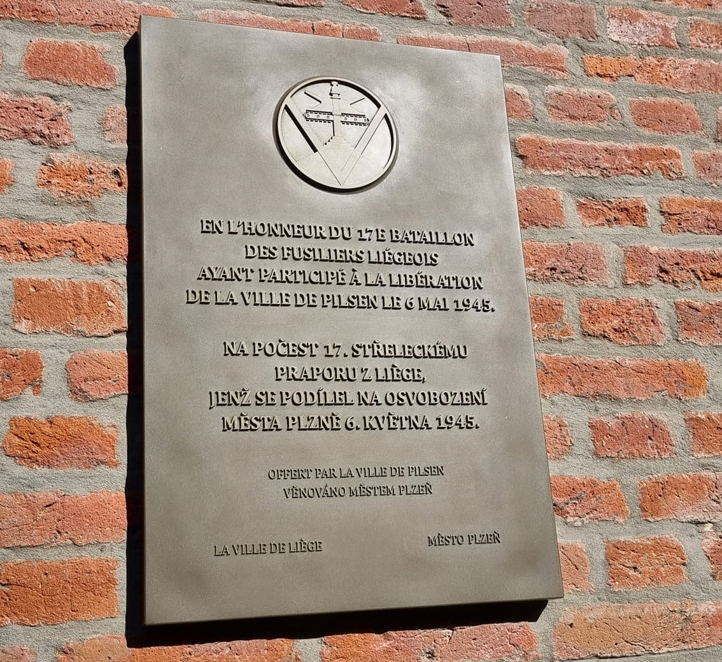 EN L'HONNEUR DU 17E BATAILLON
DES FUSILIERS LIÉGEOIS
AYANT PARTICIPÉ À LA LIBÉRATION
DE LA VILLE DE PILSEN LE 6 MAI 1945.
NA POČEST 17. STŘELECKÉMU
PRAPORU Z LIÈGE,
JENŽ SE PODÍLEL NA OSVOBOZENÍ
MĚSTA PLZNĚ 6. KVĚTNA 1945.
OFFERT PAR LA VILLE DE PILSEN
VĚNOVÁNO MĚSTEM PLZEŇ
LA VILLE DE LIÈGE
MĚSTO PLZEŇ